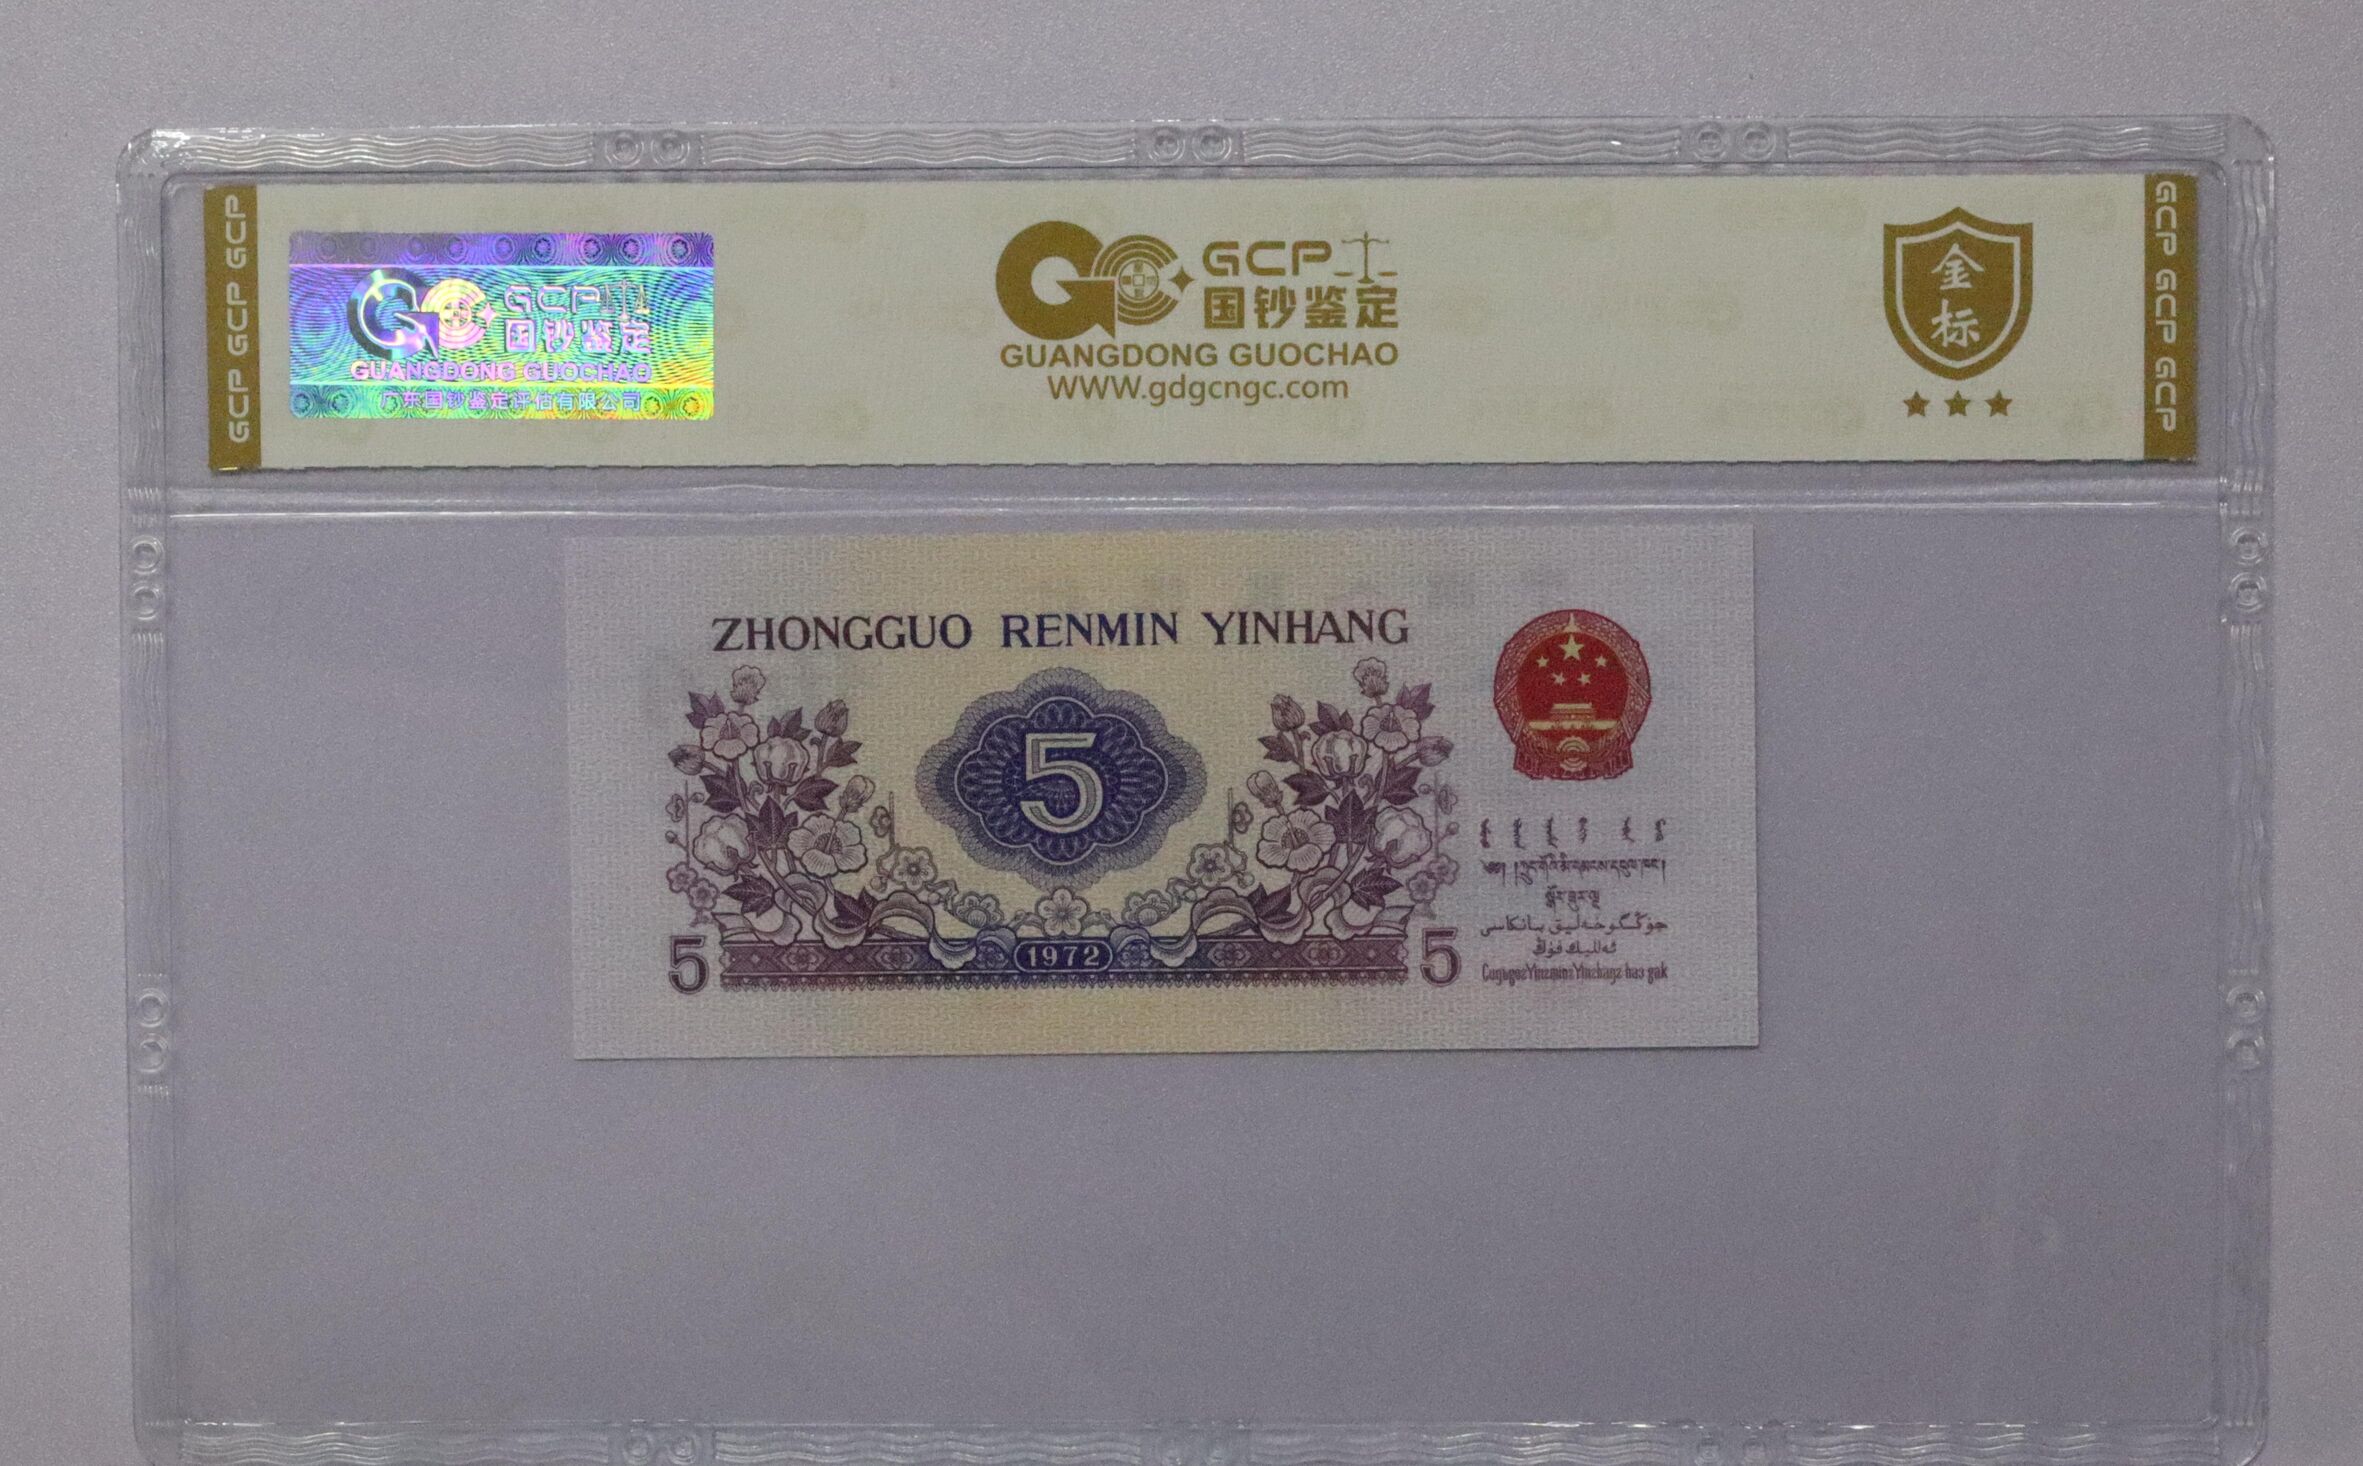 GCP GCP GCP
GCP 国钞鉴定
GUANGDONG GUOCHAO
广东国钞鉴定评估有限公司
GCP
国钞鉴定
GUANGDONG GUOCHAO
WWW.gdgcngc.com
金标
GCP GCP GCP
ZHONGGUO RENMIN YINHANG
5
1972
5
5